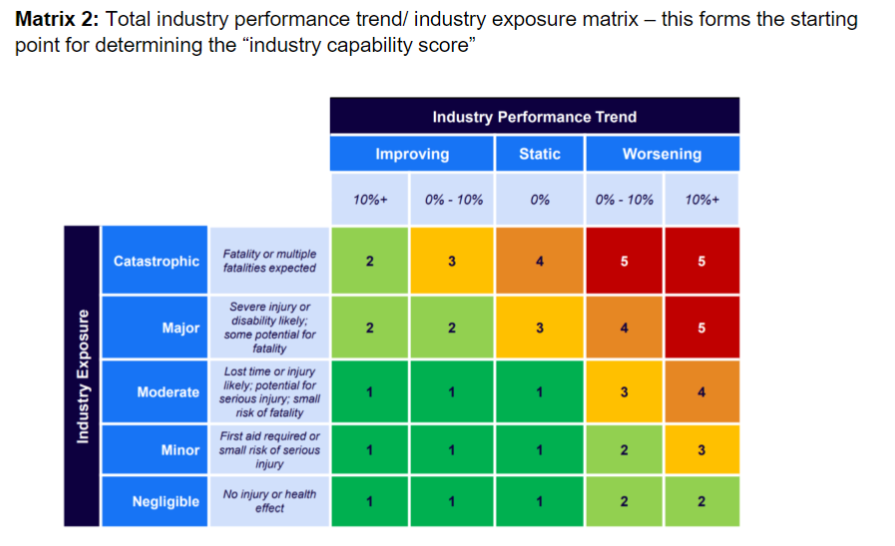 Matrix 2: Total industry performance trend/ industry exposure matrix – this forms the starting
point for determining the “industry capability score”
Industry Performance Trend
Improving Static Worsening
10%+ 0% - 10% 0% 0% - 10% 10%+
Industry Exposure
Catastrophic
Fatality or multiple
fatalities expected
2 3 4 5 5
Major
Severe injury or
disability likely;
some potential for
fatality
2 2 3 4 5
Moderate
Lost time or injury
likely; potential for
serious injury; small
risk of fatality
1 1 1 3 4
Minor
First aid required or
small risk of serious
injury
1 1 1 2 3
Negligible
No injury or health
effect
1 1 1 2 2